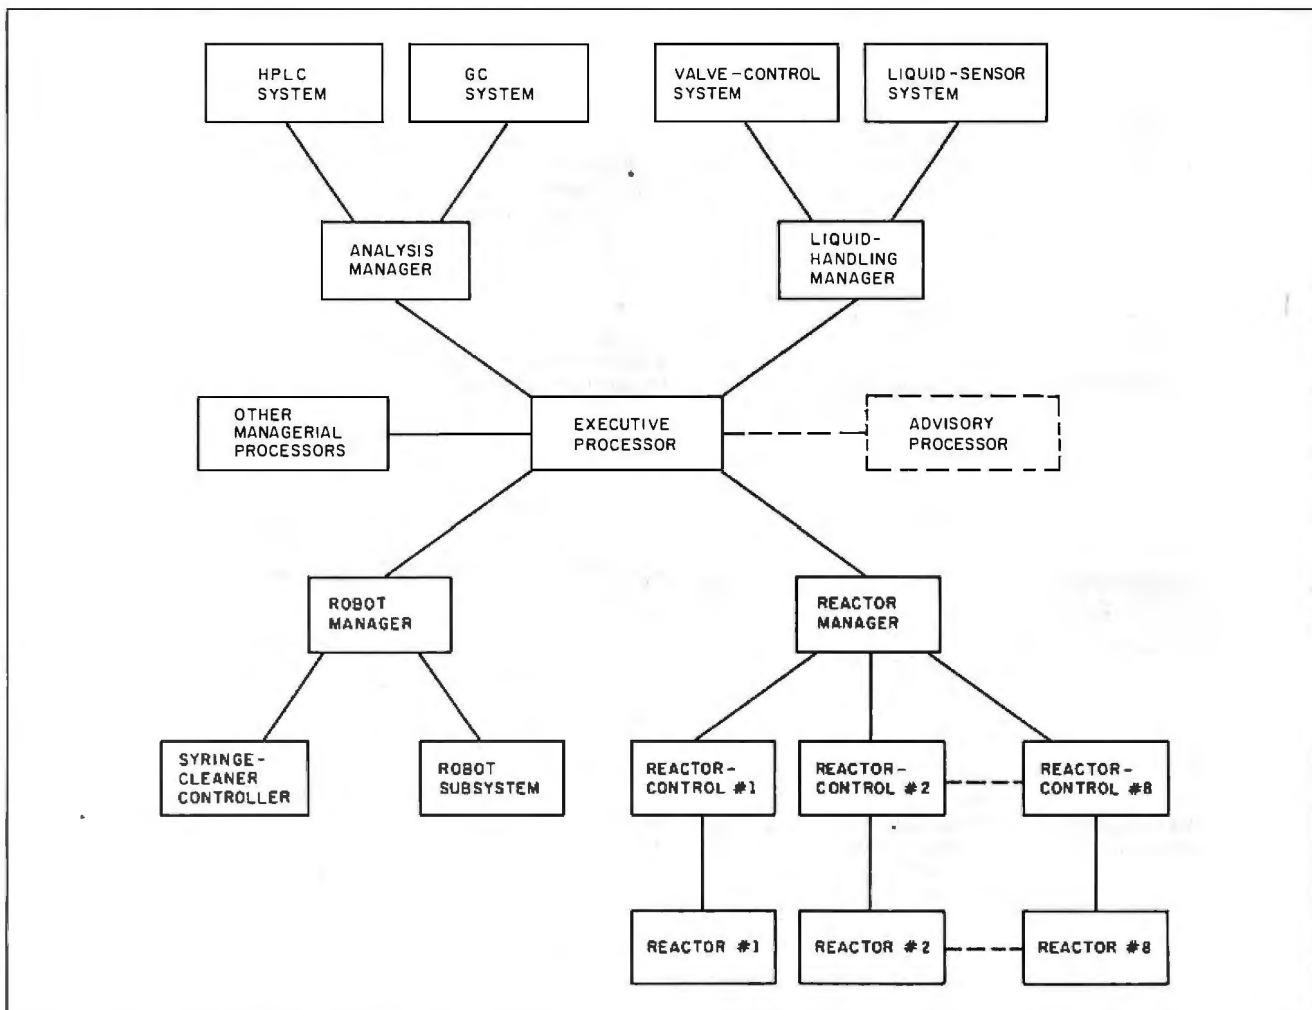 HPLC
SYSTEM
GC
SYSTEM
VALVE-CONTROL
SYSTEM
LIQUID-SENSOR
SYSTEM
ANALYSIS
MANAGER
LIQUID-
HANDLING
MANAGER
OTHER
MANAGERIAL
PROCESSORS
EXECUTIVE
PROCESSOR
ADVISORY
PROCESSOR
ROBOT
MANAGER
REACTOR
MANAGER
SYRINGE-
CLEANER
CONTROLLER
ROBOT
SUBSYSTEM
REACTOR-
CONTROL #1
REACTOR-
CONTROL #2
REACTOR-
CONTROL #8
REACTOR #1
REACTOR #2
REACTOR #8